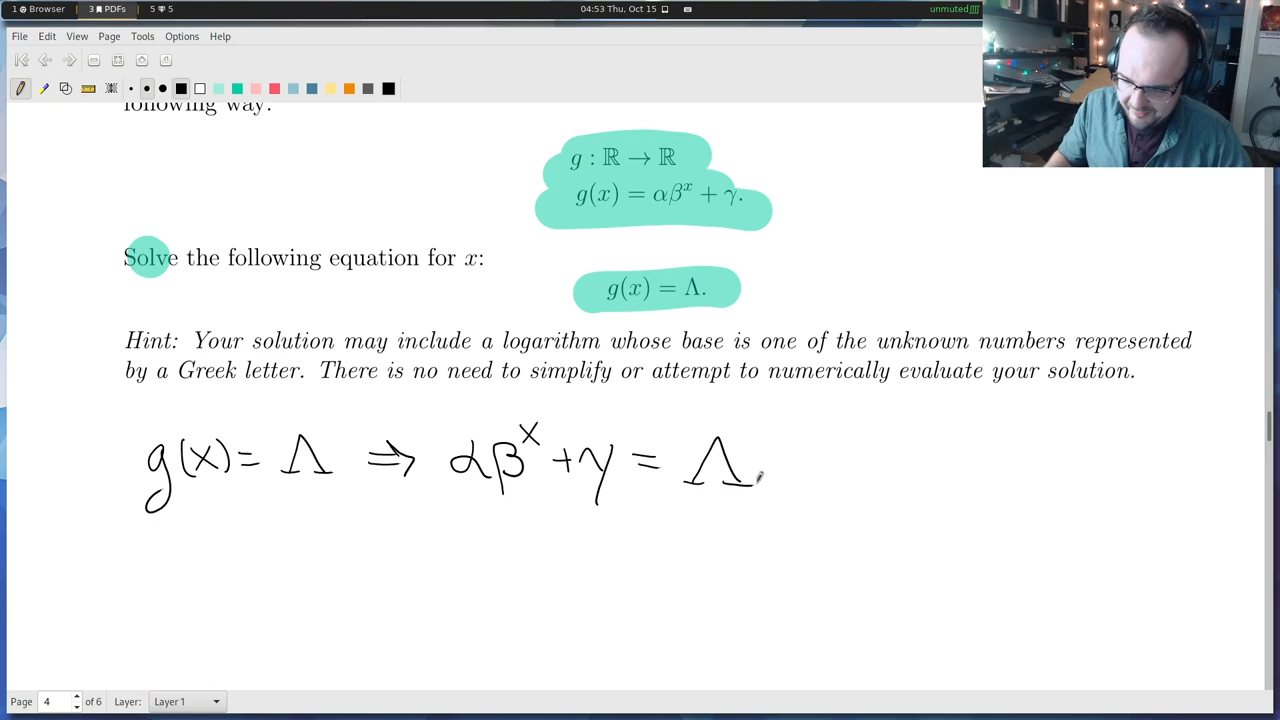 1 Browser 3 PDFs 5 5 04:53 Thu, Oct 15 unmuted
File Edit View Page Tools Options Help
following way:
g : ℝ → ℝ
g(x) = αβˣ + γ.
Solve the following equation for x:
g(x) = Λ.
Hint: Your solution may include a logarithm whose base is one of the unknown numbers represented
by a Greek letter. There is no need to simplify or attempt to numerically evaluate your solution.
g(x) = Λ ⇒ αβˣ + γ = Λ
Page 4 of 6 Layer: Layer 1